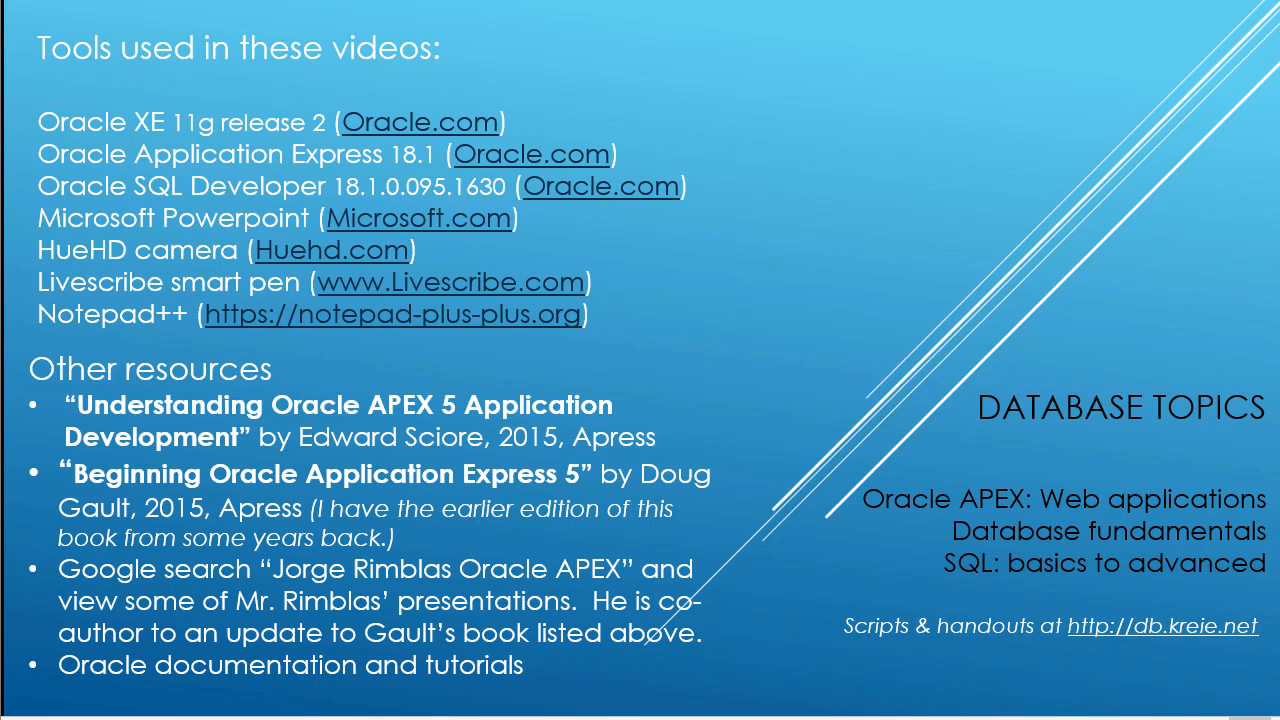 Tools used in these videos:
Oracle XE 11g release 2 (Oracle.com)
Oracle Application Express 18.1 (Oracle.com)
Oracle SQL Developer 18.1.0.095.1630 (Oracle.com)
Microsoft Powerpoint (Microsoft.com)
HueHD camera (Huehd.com)
Livescribe smart pen (www.Livescribe.com)
Notepad++ (https://notepad-plus-plus.org)
Other resources
• “Understanding Oracle APEX 5 Application
Development” by Edward Sciore, 2015, Apress
• “Beginning Oracle Application Express 5” by Doug
Gault, 2015, Apress (I have the earlier edition of this
book from some years back.)
• Google search “Jorge Rimblas Oracle APEX” and
view some of Mr. Rimblas’ presentations.  He is co-
author to an update to Gault’s book listed above.
• Oracle documentation and tutorials
DATABASE TOPICS
Oracle APEX: Web applications
Database fundamentals
SQL: basics to advanced
Scripts & handouts at http://db.kreie.net